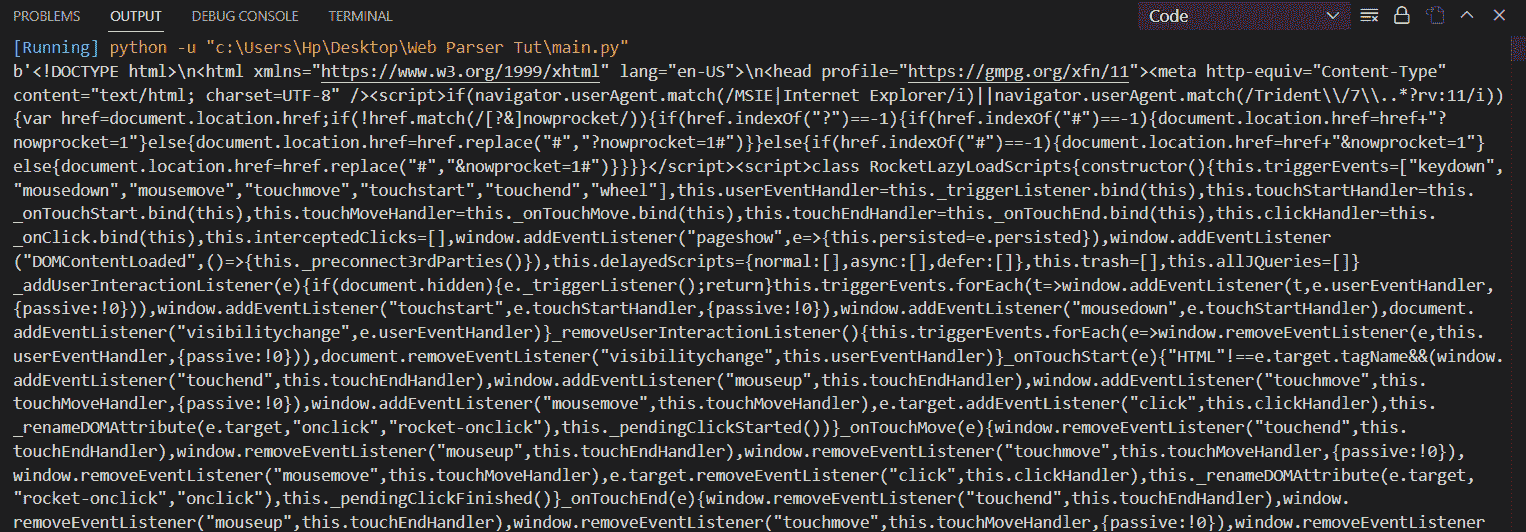 PROBLEMS OUTPUT DEBUG CONSOLE TERMINAL Code
[Running] python -u "c:\Users\Hp\Desktop\Web Parser Tut\main.py"
b'<!DOCTYPE html>\n<html xmlns="https://www.w3.org/1999/xhtml" lang="en-US">\n<head profile="https://gmpg.org/xfn/11"><meta http-equiv="Content-Type"
content="text/html; charset=UTF-8" /><script>if(navigator.userAgent.match(/MSIE|Internet Explorer/i)||navigator.userAgent.match(/Trident\\/7\\..*?rv:11/i))
{var href=document.location.href;if(!href.match(/[?&]nowprocket/)){if(href.indexOf("?")==-1){if(href.indexOf("#")==-1){document.location.href=href+"?
nowprocket=1"}else{document.location.href=href.replace("#","?nowprocket=1#")}}else{if(href.indexOf("#")==-1){document.location.href=href+"&nowprocket=1"}
else{document.location.href=href.replace("#","&nowprocket=1#")}}}}</script><script>class RocketLazyLoadScripts{constructor(){this.triggerEvents=["keydown",
"mousedown","mousemove","touchmove","touchstart","touchend","wheel"],this.userEventHandler=this._triggerListener.bind(this),this.touchStartHandler=this.
_onTouchStart.bind(this),this.touchMoveHandler=this._onTouchMove.bind(this),this.touchEndHandler=this._onTouchEnd.bind(this),this.clickHandler=this.
_onClick.bind(this),this.interceptedClicks=[],window.addEventListener("pageshow",e=>{this.persisted=e.persisted}),window.addEventListener
("DOMContentLoaded",()=>{this._preconnect3rdParties()}),this.delayedScripts={normal:[],async:[],defer:[]},this.trash=[],this.allJQueries=[]}
_addUserInteractionListener(e){if(document.hidden){e._triggerListener();return}this.triggerEvents.forEach(t=>window.addEventListener(t,e.userEventHandler,
{passive:!0})),window.addEventListener("touchstart",e.touchStartHandler,{passive:!0}),window.addEventListener("mousedown",e.touchStartHandler),document.
addEventListener("visibilitychange",e.userEventHandler)}_removeUserInteractionListener(){this.triggerEvents.forEach(e=>window.removeEventListener(e,this.
userEventHandler,{passive:!0})),document.removeEventListener("visibilitychange",this.userEventHandler)}_onTouchStart(e){"HTML"!==e.target.tagName&&(window.
addEventListener("touchend",this.touchEndHandler),window.addEventListener("mouseup",this.touchEndHandler),window.addEventListener("touchmove",this.
touchMoveHandler,{passive:!0}),window.addEventListener("mousemove",this.touchMoveHandler),e.target.addEventListener("click",this.clickHandler),this.
_renameDOMAttribute(e.target,"onclick","rocket-onclick"),this._pendingClickStarted())}_onTouchMove(e){window.removeEventListener("touchend",this.
touchEndHandler),window.removeEventListener("mouseup",this.touchEndHandler),window.removeEventListener("touchmove",this.touchMoveHandler,{passive:!0}),
window.removeEventListener("mousemove",this.touchMoveHandler),e.target.removeEventListener("click",this.clickHandler),this._renameDOMAttribute(e.target,
"rocket-onclick","onclick"),this._pendingClickFinished()}_onTouchEnd(e){window.removeEventListener("touchend",this.touchEndHandler),window.
removeEventListener("mouseup",this.touchEndHandler),window.removeEventListener("touchmove",this.touchMoveHandler,{passive:!0}),window.removeEventListener